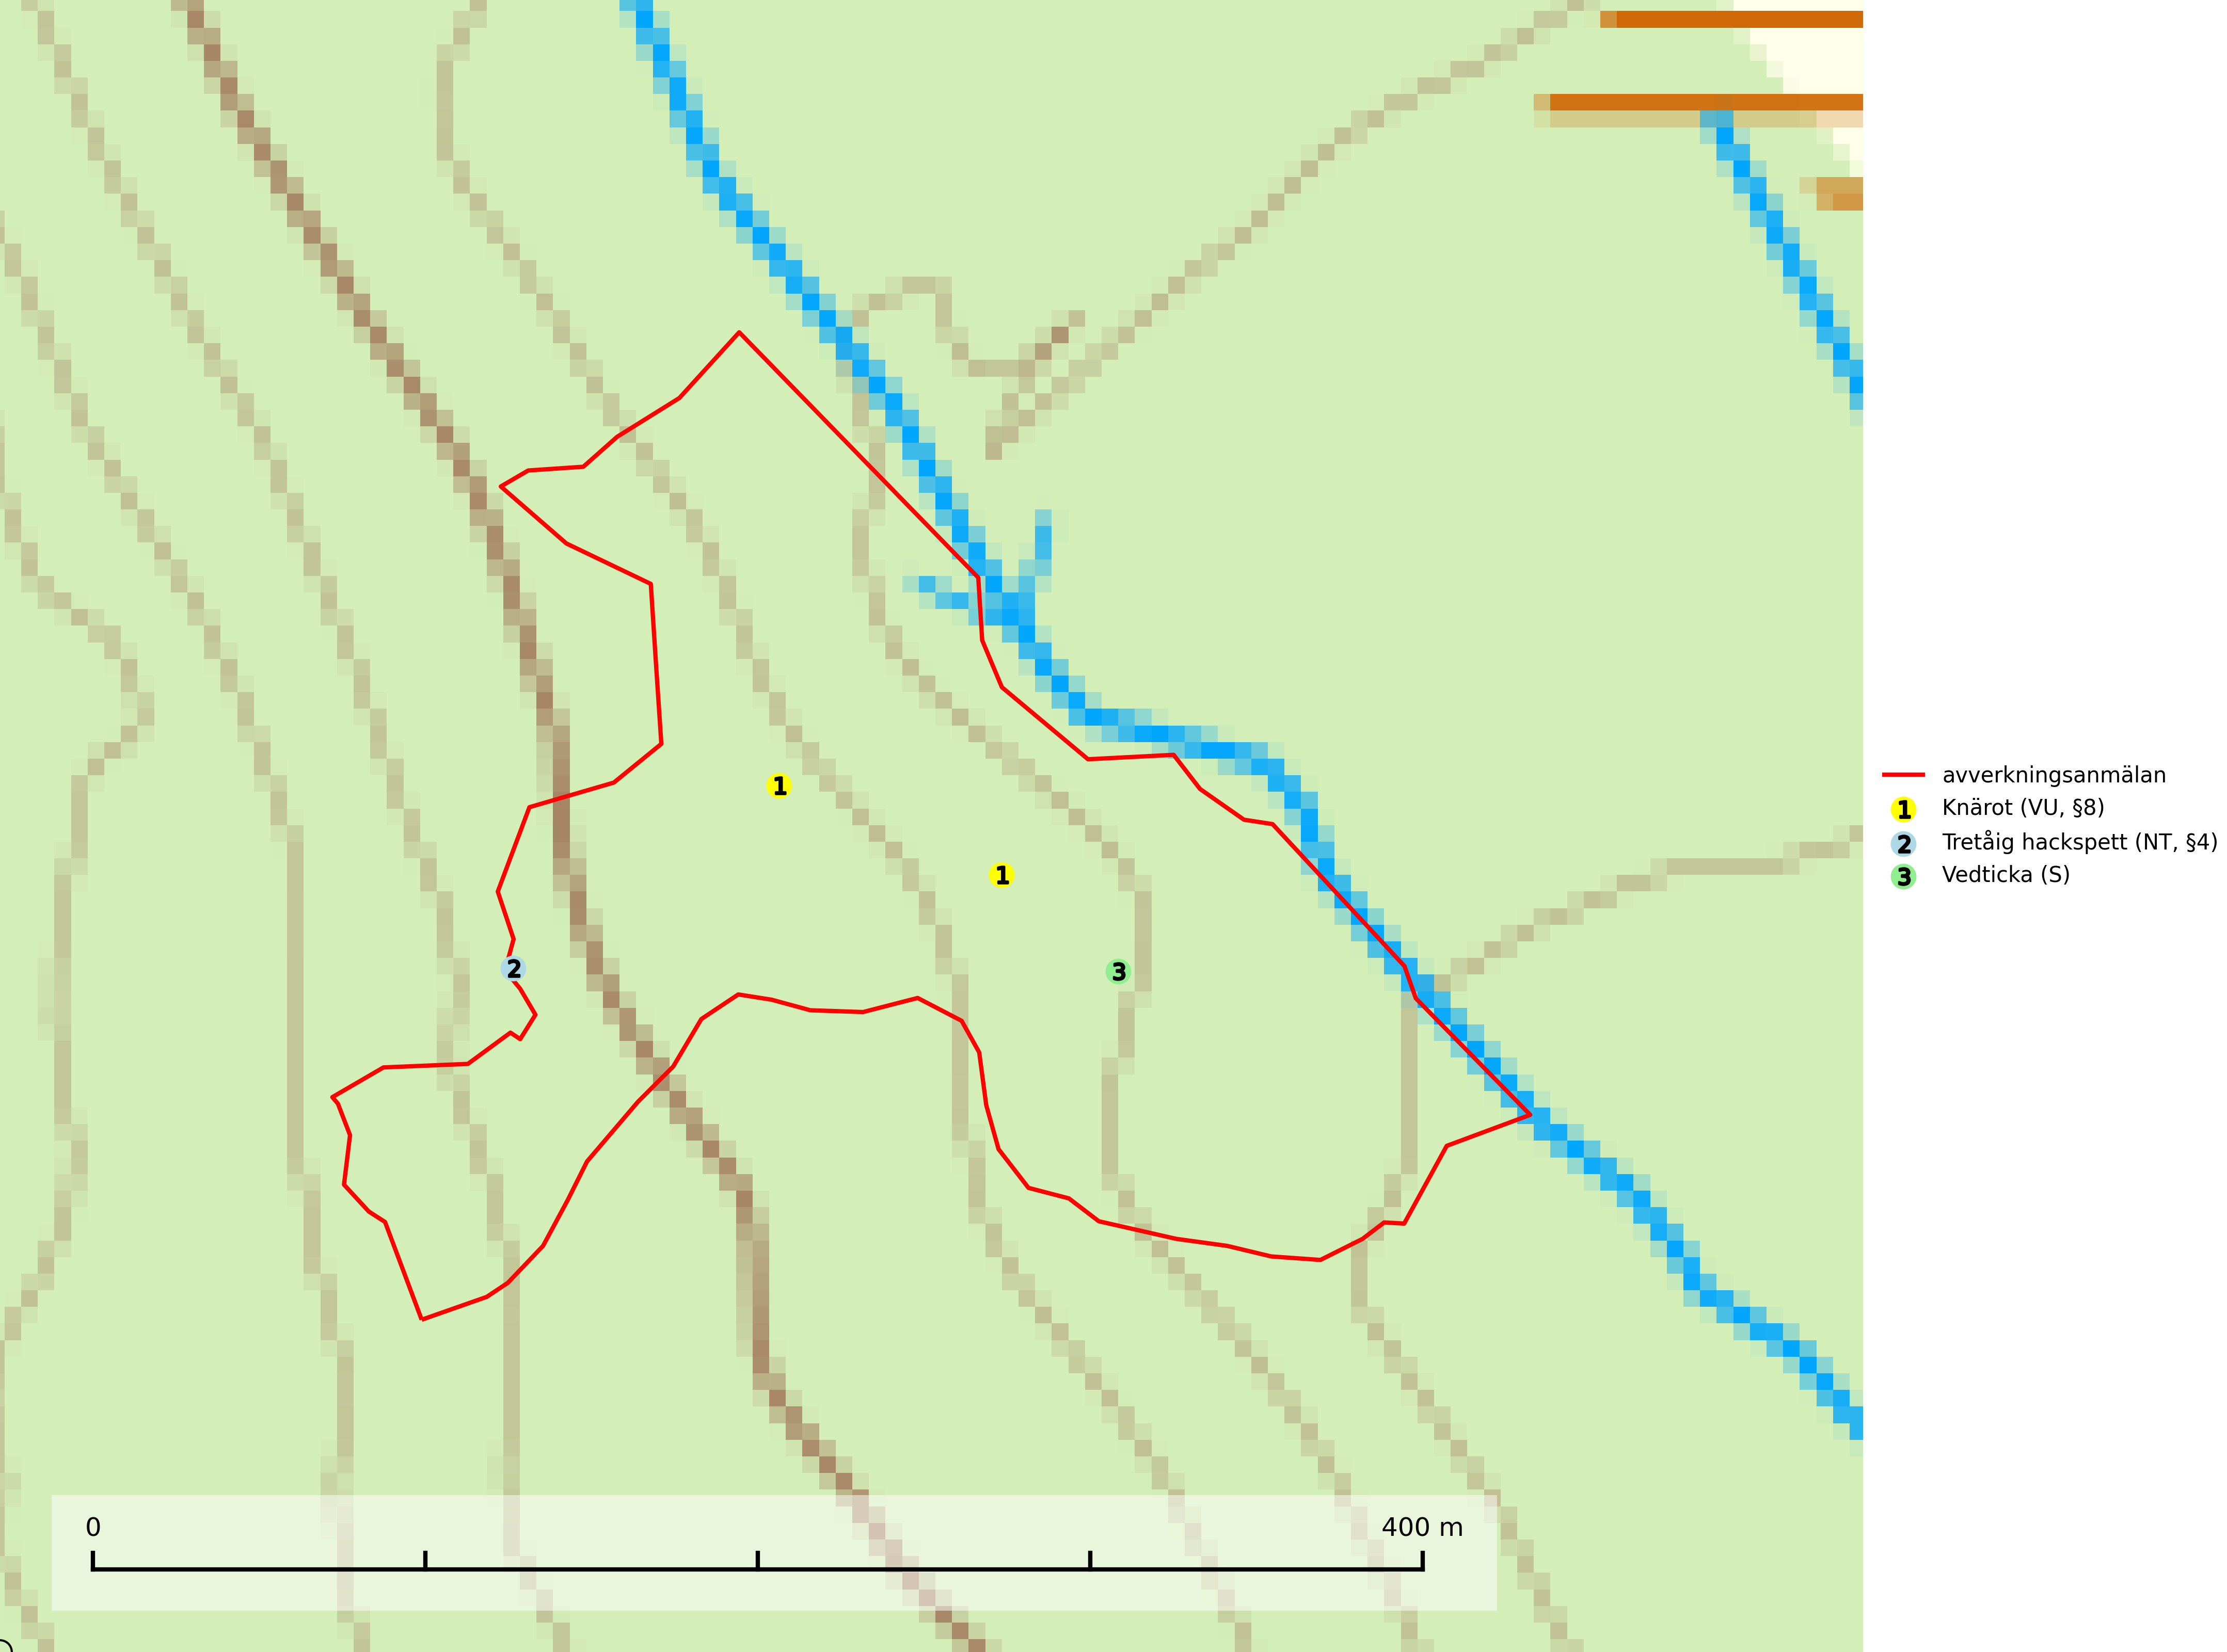 1
1
2
3
avverkningsanmälan
1 Knärot (VU, §8)
2 Tretåig hackspett (NT, §4)
3 Vedticka (S)
0 400 m